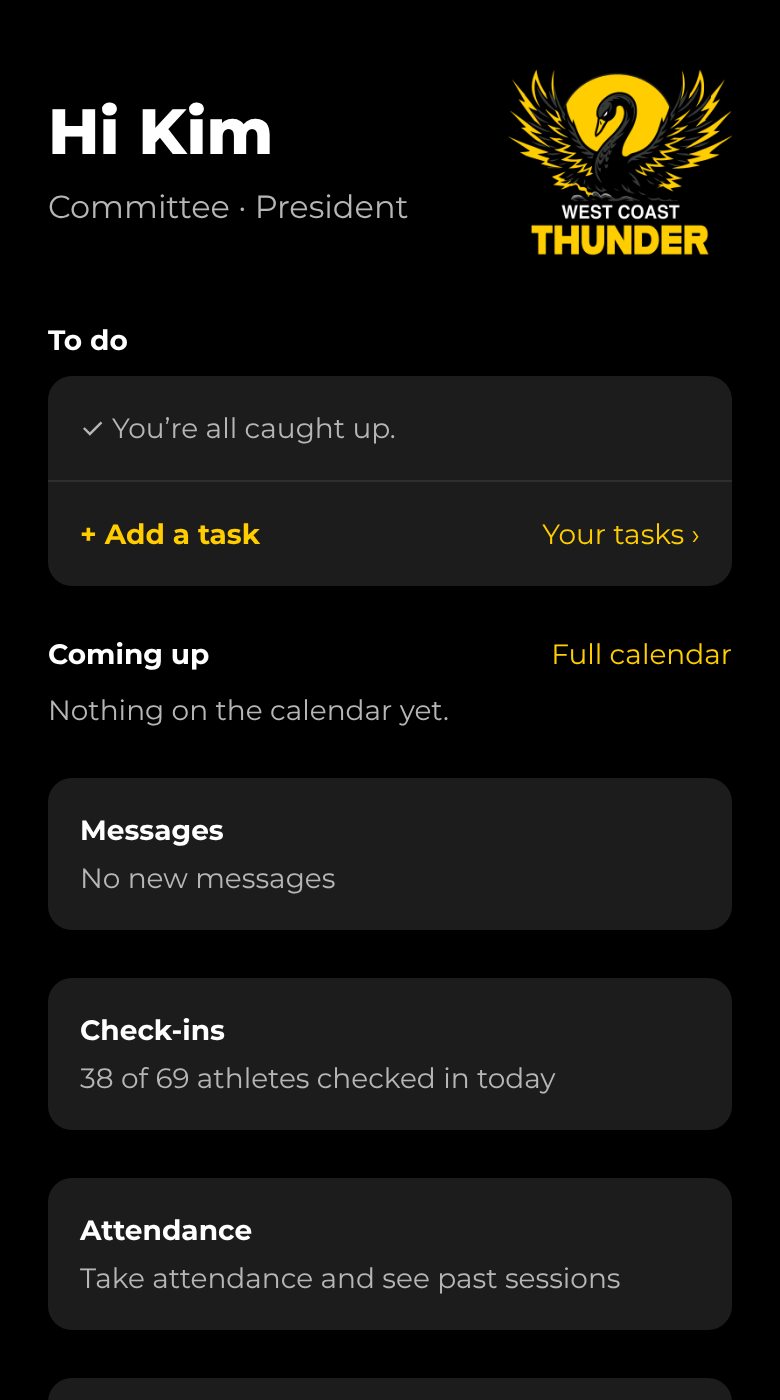 Hi Kim
Committee · President
WEST COAST
THUNDER
To do
✓ You’re all caught up.
+ Add a task
Your tasks ›
Coming up
Full calendar
Nothing on the calendar yet.
Messages
No new messages
Check-ins
38 of 69 athletes checked in today
Attendance
Take attendance and see past sessions